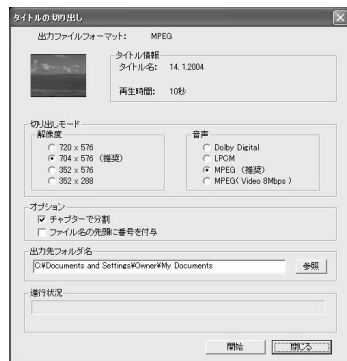 タイトルの切り出し
出力ファイルフォーマット: MPEG
タイトル情報
タイトル名: 14. 1.2004
再生時間: 10秒
切り出しモード
解像度
720 x 576
704 x 576 (推奨)
352 x 576
352 x 288
音声
Dolby Digital
LPCM
MPEG (推奨)
MPEG( Video 8Mbps )
オプション
チャプターで分割
ファイル名の先頭に番号を付与
出力先フォルダ名
C:¥Documents and Settings¥Owner¥My Documents
参照
進行状況
開始
閉じる